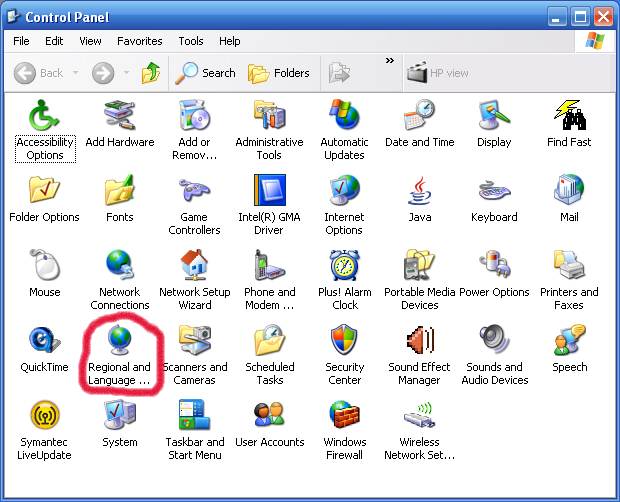 Control Panel
File Edit View Favorites Tools Help
Back Search Folders » HP view
Accessibility Options
Add Hardware
Add or Remov...
Administrative Tools
Automatic Updates
Date and Time
Display
Find Fast
Folder Options
Fonts
Game Controllers
Intel(R) GMA Driver
Internet Options
Java
Keyboard
Mail
Mouse
Network Connections
Network Setup Wizard
Phone and Modem ...
Plus! Alarm Clock
Portable Media Devices
Power Options
Printers and Faxes
QuickTime
Regional and Language ...
Scanners and Cameras
Scheduled Tasks
Security Center
Sound Effect Manager
Sounds and Audio Devices
Speech
Symantec LiveUpdate
System
Taskbar and Start Menu
User Accounts
Windows Firewall
Wireless Network Set...